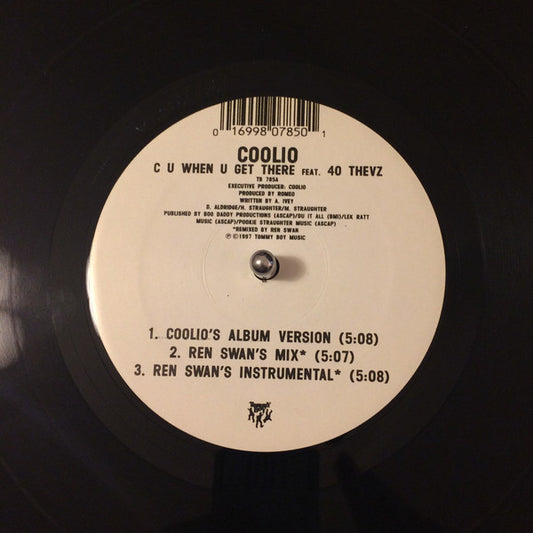 0 16998 07850 1
COOLIO
C U WHEN U GET THERE FEAT. 40 THEVZ
TB 785A
EXECUTIVE PRODUCER: COOLIO
PRODUCED BY ROMEO
WRITTEN BY A. IVEY
D. ALDRIDGE/H. STRAUGHTER/M. STRAUGHTER
PUBLISHED BY BOO DADDY PRODUCTIONS (ASCAP)/DU IT ALL (BMI)/LEK RATT
MUSIC (ASCAP)/POOKIE STRAUGHTER MUSIC (ASCAP)
*REMIXED BY REN SWAN
℗ ©1997 TOMMY BOY MUSIC
1. COOLIO'S ALBUM VERSION (5:08)
2. REN SWAN'S MIX* (5:07)
3. REN SWAN'S INSTRUMENTAL* (5:08)
TOMMY BOY